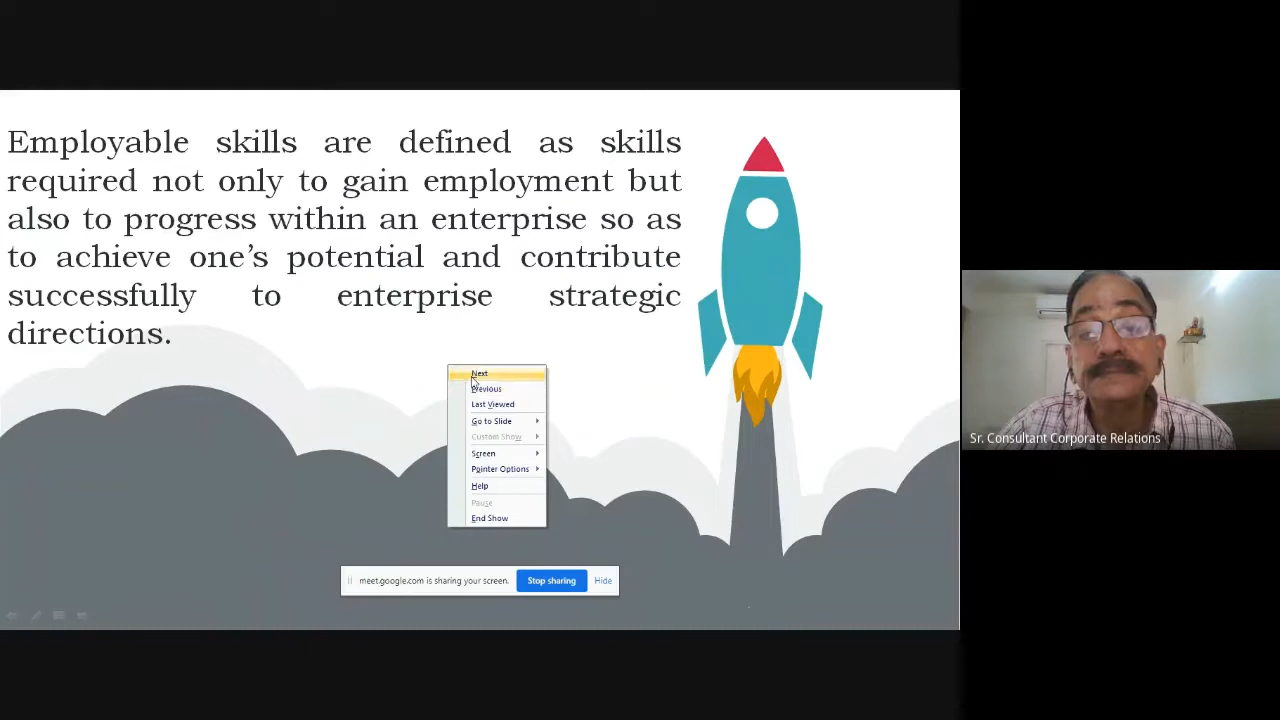 Employable skills are defined as skills
required not only to gain employment but
also to progress within an enterprise so as
to achieve one’s potential and contribute
successfully to enterprise strategic
directions.
Next
Previous
Last Viewed
Go to Slide
Custom Show
Screen
Pointer Options
Help
Pause
End Show
meet.google.com is sharing your screen. Stop sharing Hide
Sr. Consultant Corporate Relations